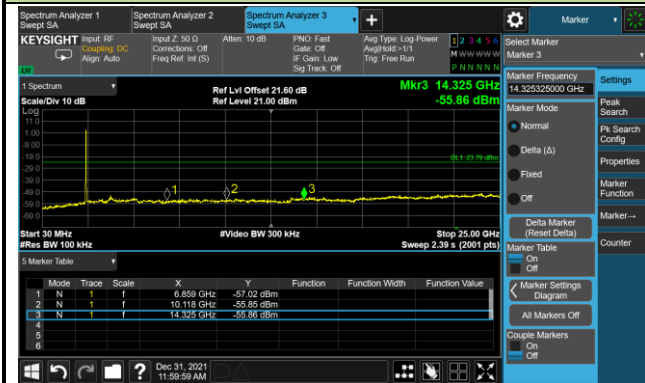 Spectrum Analyzer 1
Swept SA
Spectrum Analyzer 2
Swept SA
Spectrum Analyzer 3
Swept SA
+
Marker
KEYSIGHT
Input: RF
Coupling: DC
Align: Auto
Input Z: 50 Ω
Corrections: Off
Freq Ref: Int (S)
Atten: 10 dB
PNO: Fast
Gate: Off
IF Gain: Low
Sig Track: Off
Avg Type: Log-Power
Avg|Hold:>1/1
Trig: Free Run
1 2 3 4 5 6
M W W W W W
P N N N N N
Select Marker
Marker 3
1 Spectrum
Scale/Div 10 dB
Log
Ref Lvl Offset 21.60 dB
Ref Level 21.00 dBm
Mkr3 14.325 GHz
-55.86 dBm
11.0
1.00
-9.00
-19.0
-29.0
-39.0
-49.0
-59.0
-69.0
DL1 -23.79 dBm
1
2
3
Start 30 MHz
#Res BW 100 kHz
#Video BW 300 kHz
Stop 25.00 GHz
Sweep 2.39 s (2001 pts)
5 Marker Table
Mode Trace Scale X Y Function Function Width Function Value
1 N 1 f 6.859 GHz -57.02 dBm
2 N 1 f 10.118 GHz -55.85 dBm
3 N 1 f 14.325 GHz -55.86 dBm
4
5
6
Marker Frequency
14.325325000 GHz
Marker Mode
Normal
Delta (Δ)
Fixed
Off
Delta Marker
(Reset Delta)
Marker Table
On
Off
Marker Settings
Diagram
All Markers Off
Couple Markers
On
Off
Settings
Peak
Search
Pk Search
Config
Properties
Marker
Function
Marker→
Counter
?
Dec 31, 2021
11:59:59 AM